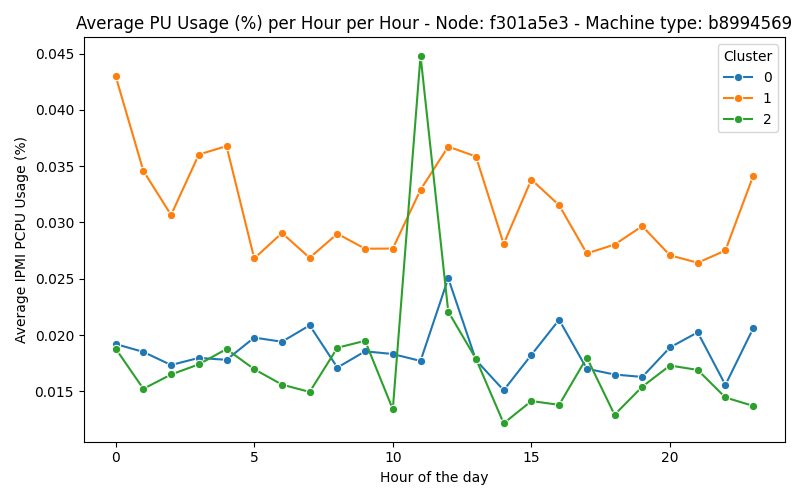 Average PU Usage (%) per Hour per Hour - Node: f301a5e3 - Machine type: b8994569
Average IPMI PCPU Usage (%)
0.045
0.040
0.035
0.030
0.025
0.020
0.015
Cluster
0
1
2
0 5 10 15 20
Hour of the day